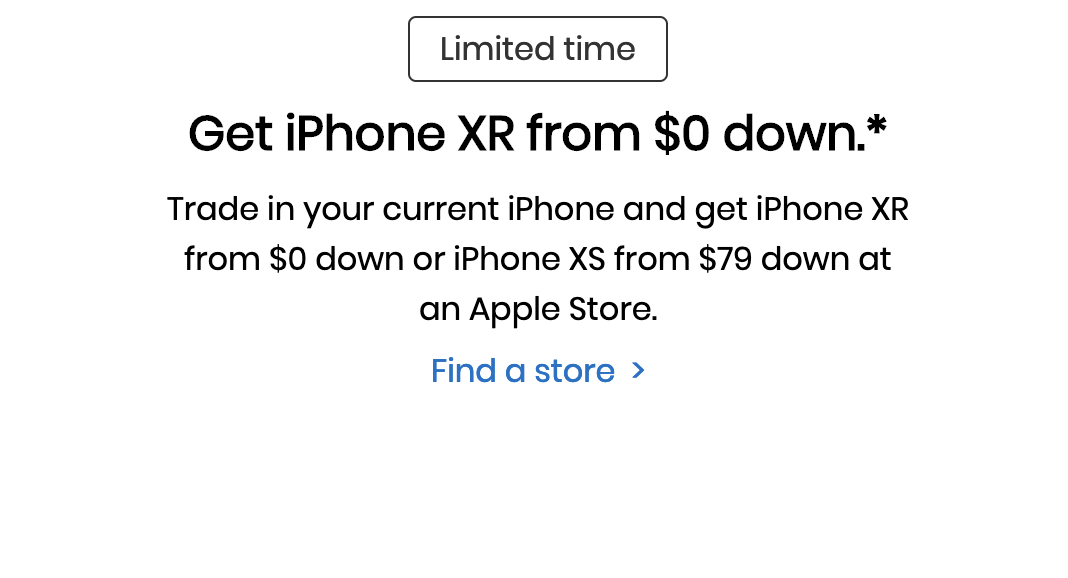 Limited time
Get iPhone XR from $0 down.*
Trade in your current iPhone and get iPhone XR
from $0 down or iPhone XS from $79 down at
an Apple Store.
Find a store >